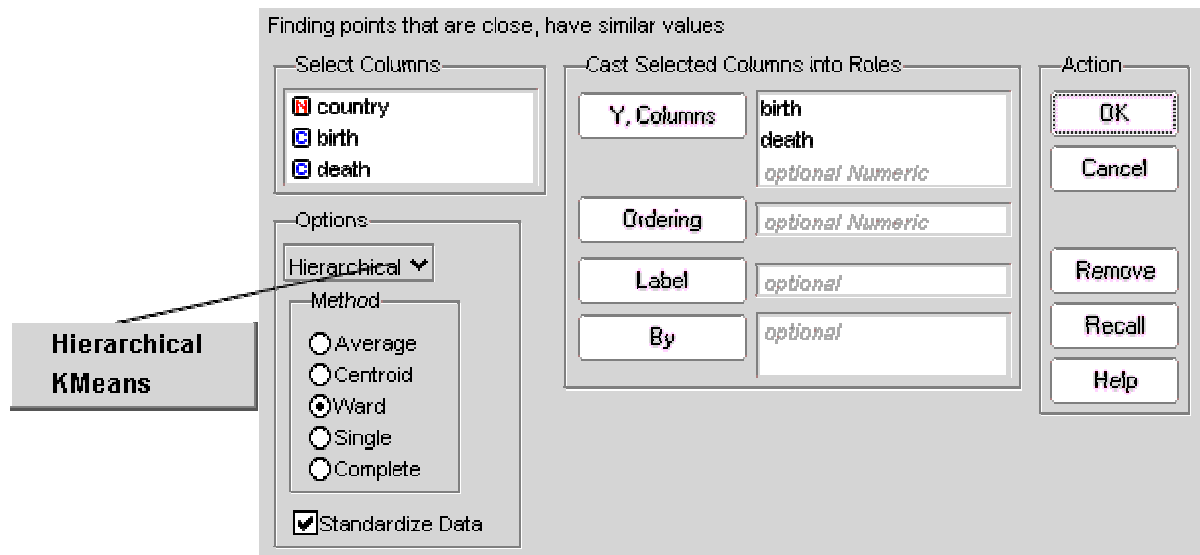 Finding points that are close, have similar values
Select Columns
N country
C birth
C death
Options
Hierarchical
Method
Average
Centroid
Ward
Single
Complete
Standardize Data
Hierarchical
KMeans
Cast Selected Columns into Roles
Y, Columns
birth
death
optional Numeric
Ordering
optional Numeric
Label
optional
By
optional
Action
OK
Cancel
Remove
Recall
Help